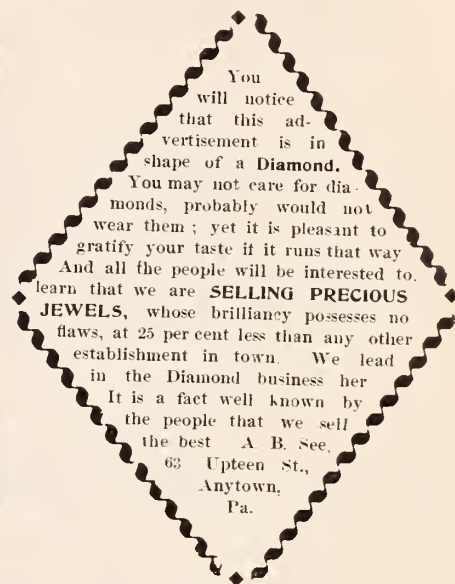 You
will notice
that this ad-
vertisement is in
shape of a Diamond.
You may not care for dia-
monds, probably would not
wear them ; yet it is pleasant to
gratify your taste if it runs that way
And all the people will be interested to.
learn that we are SELLING PRECIOUS
JEWELS, whose brilliancy possesses no
flaws, at 25 per cent less than any other
establishment in town. We lead
in the Diamond business her
It is a fact well known by
the people that we sell
the best A. B. See,
63 Upteen St.,
Anytown,
Pa.